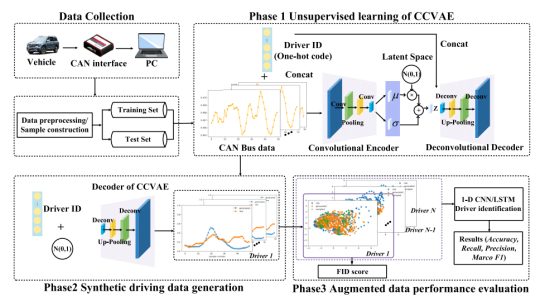 Data Collection
Vehicle
CAN interface
PC
Data preprocessing/
Sample construction
Training Set
Test Set
Phase 1 Unsupervised learning of CCVAE
Driver ID
(One-hot code)
+
Concat
CAN Bus data
Conv
Pooling
Conv
Convolutional Encoder
Latent Space
N(0,1)
μ
σ
×
+
Z
Concat
Deconv
Up-Pooling
Deconv
Deconvolutional Decoder
Driver ID
+
N(0,1)
Decoder of CCVAE
Deconv
Up-Pooling
Deconv
Driver 1
Phase2 Synthetic driving data generation
Driver N
Driver N-1
Driver 1
FID score
1-D CNN/LSTM
Driver identification
Results (Accuracy,
Recall, Precision,
Marco F1)
Phase3 Augmented data performance evaluation